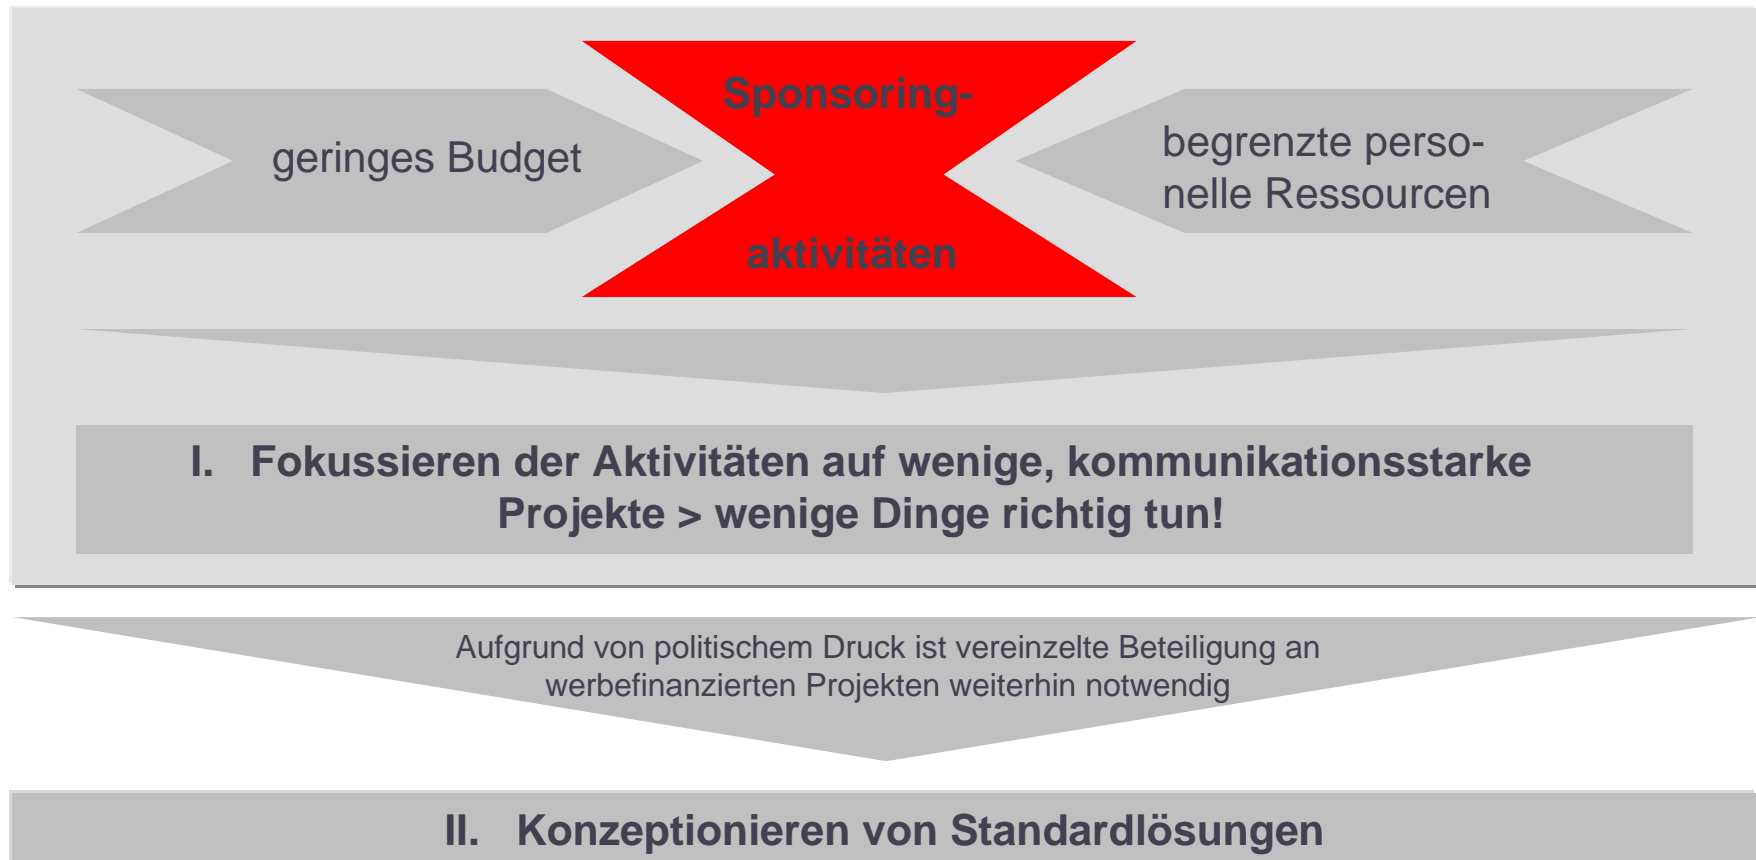 Sponsoring-
aktivitäten
geringes Budget
begrenzte perso-
nelle Ressourcen
I. Fokussieren der Aktivitäten auf wenige, kommunikationsstarke
Projekte > wenige Dinge richtig tun!
Aufgrund von politischem Druck ist vereinzelte Beteiligung an
werbefinanzierten Projekten weiterhin notwendig
II. Konzeptionieren von Standardlösungen